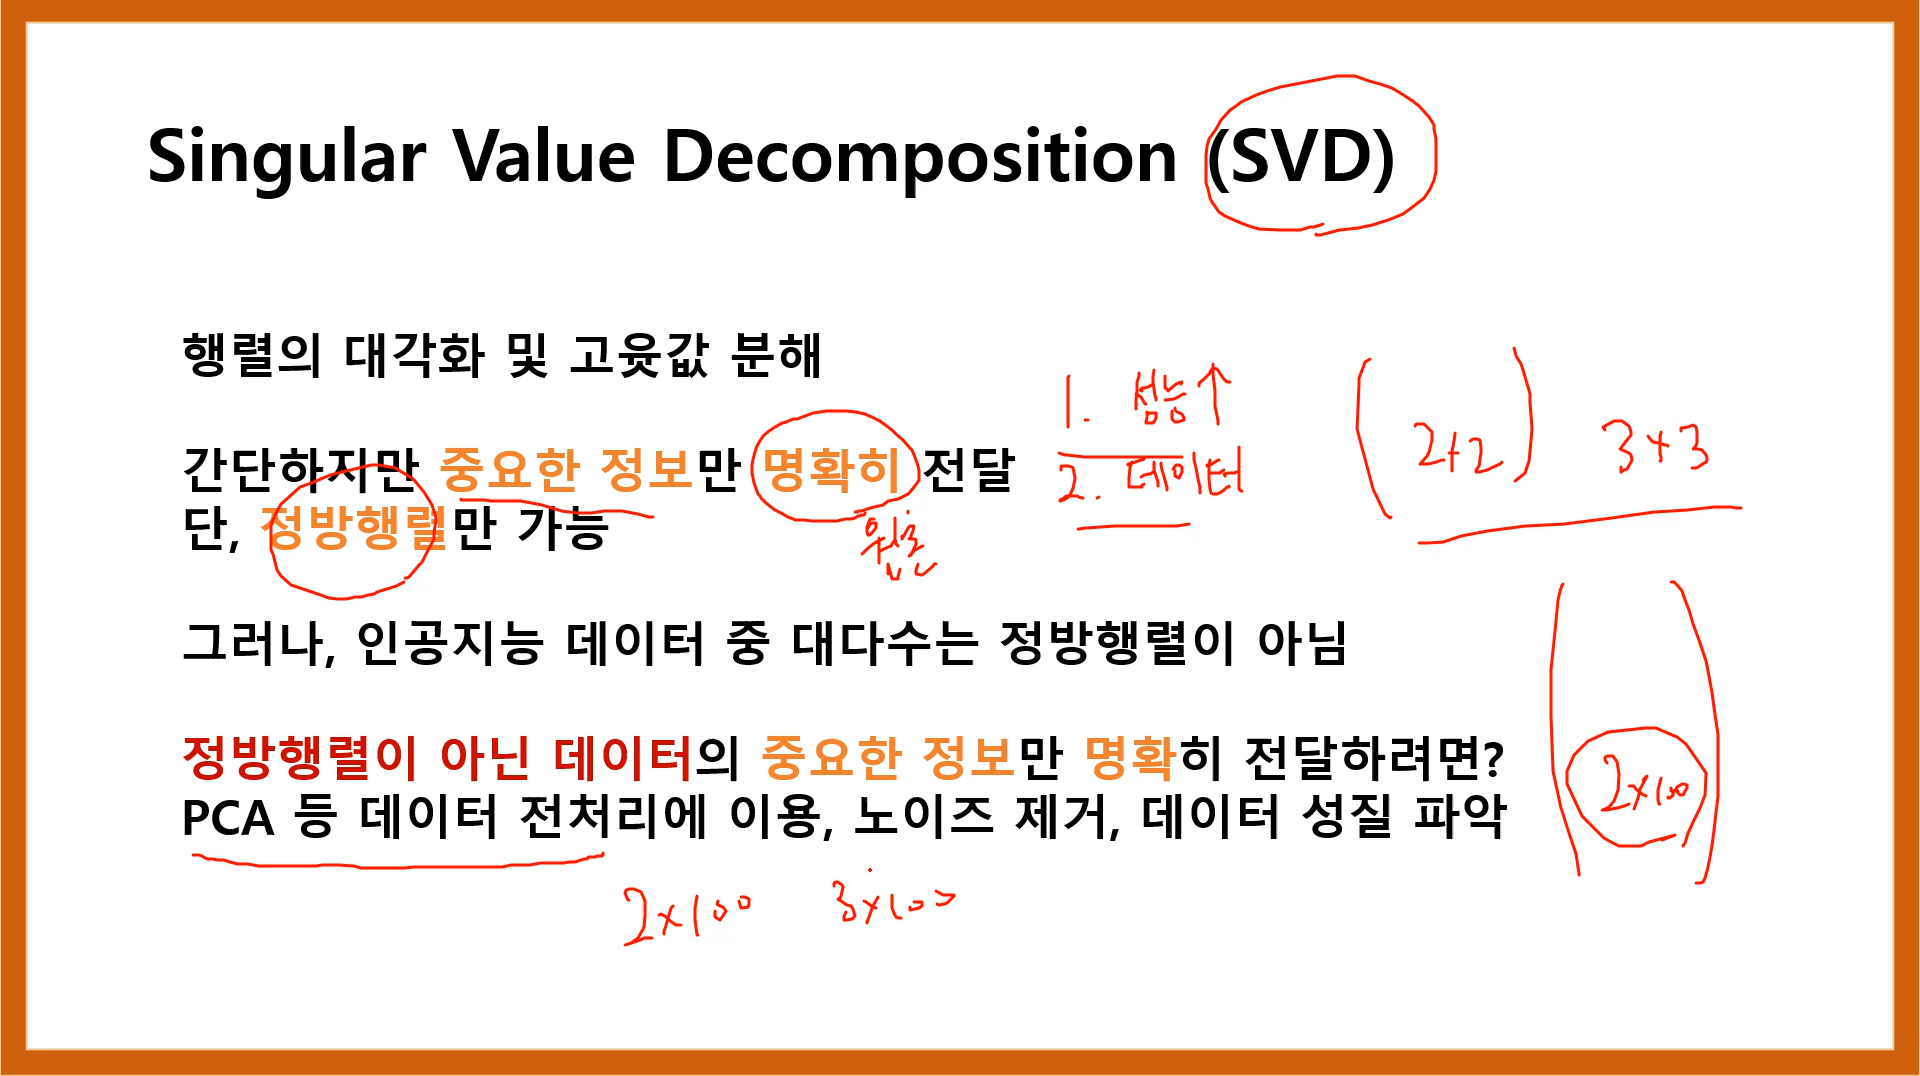 Singular Value Decomposition (SVD)
행렬의 대각화 및 고윳값 분해
간단하지만 중요한 정보만 명확히 전달
단, 정방행렬만 가능
1. 성능↑
2. 데이터
2x2 3x3
그러나, 인공지능 데이터 중 대다수는 정방행렬이 아님
정방행렬이 아닌 데이터의 중요한 정보만 명확히 전달하려면?
PCA 등 데이터 전처리에 이용, 노이즈 제거, 데이터 성질 파악
2x100
2x100 3x100